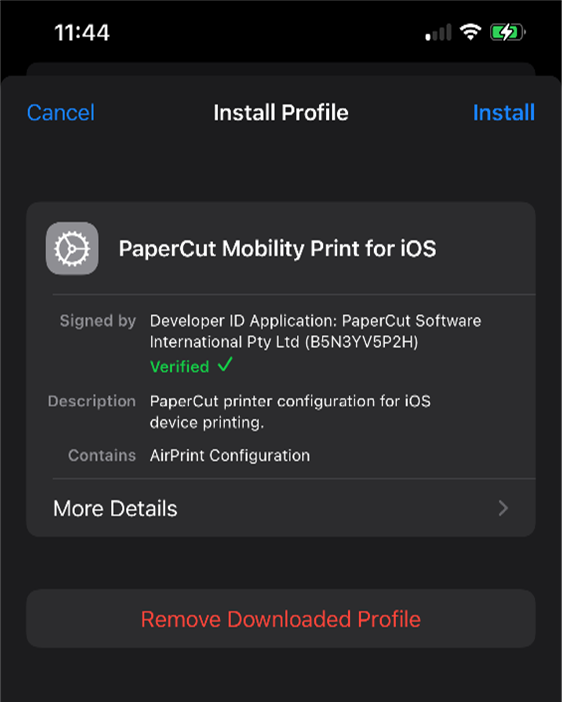 11:44
Cancel
Install Profile
Install
PaperCut Mobility Print for iOS
Signed by
Developer ID Application: PaperCut Software
International Pty Ltd (B5N3YV5P2H)
Verified ✓
Description
PaperCut printer configuration for iOS
device printing.
Contains
AirPrint Configuration
More Details
Remove Downloaded Profile